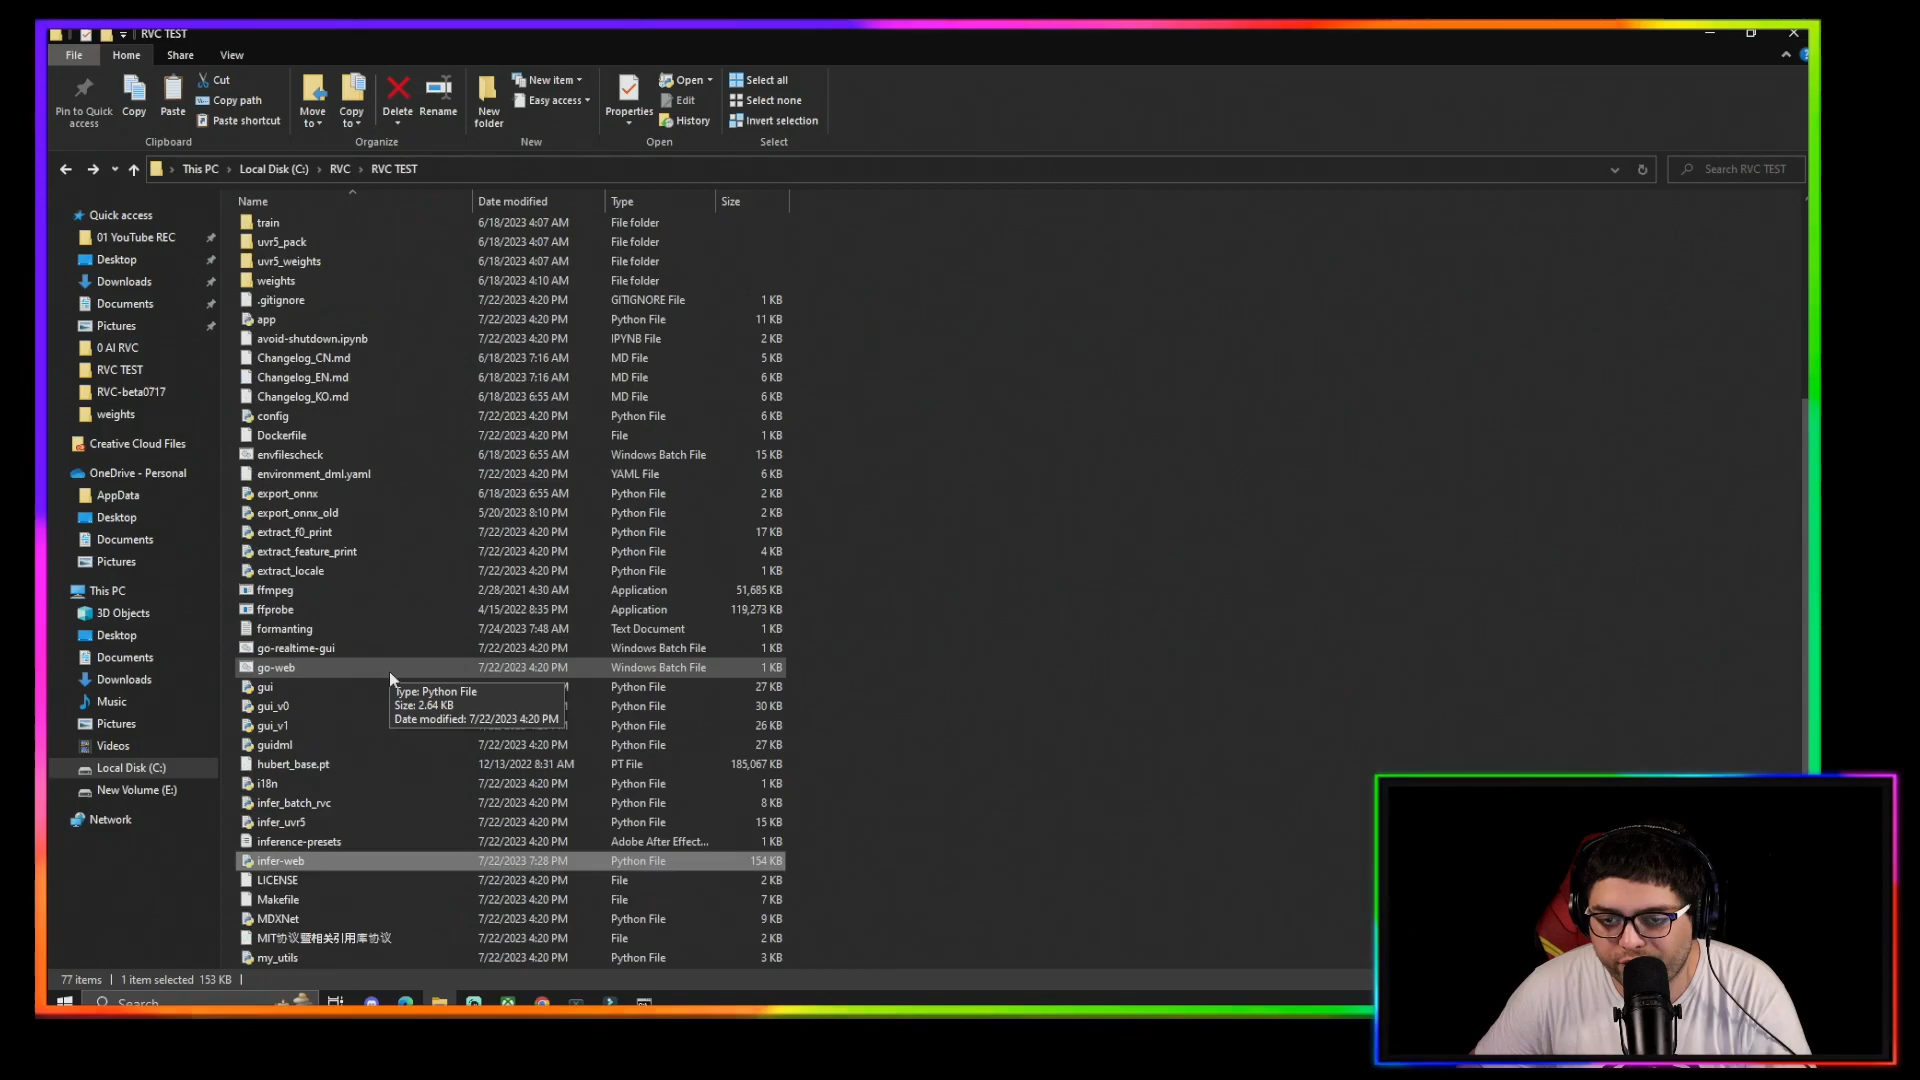 RVC TEST
File Home Share View
Pin to Quick access
Copy
Paste
Cut
Copy path
Paste shortcut
Clipboard
Move to
Copy to
Delete
Rename
Organize
New folder
New item
Easy access
New
Properties
Open
Edit
History
Open
Select all
Select none
Invert selection
Select
This PC › Local Disk (C:) › RVC › RVC TEST
Search RVC TEST
Quick access
01 YouTube REC
Desktop
Downloads
Documents
Pictures
0 AI RVC
RVC TEST
RVC-beta0717
weights
Creative Cloud Files
OneDrive - Personal
AppData
Desktop
Documents
Pictures
This PC
3D Objects
Desktop
Documents
Downloads
Music
Pictures
Videos
Local Disk (C:)
New Volume (E:)
Network
Name Date modified Type Size
train 6/18/2023 4:07 AM File folder
uvr5_pack 6/18/2023 4:07 AM File folder
uvr5_weights 6/18/2023 4:07 AM File folder
weights 6/18/2023 4:10 AM File folder
.gitignore 7/22/2023 4:20 PM GITIGNORE File 1 KB
app 7/22/2023 4:20 PM Python File 11 KB
avoid-shutdown.ipynb 7/22/2023 4:20 PM IPYNB File 2 KB
Changelog_CN.md 6/18/2023 7:16 AM MD File 5 KB
Changelog_EN.md 6/18/2023 7:16 AM MD File 6 KB
Changelog_KO.md 6/18/2023 6:55 AM MD File 6 KB
config 7/22/2023 4:20 PM Python File 6 KB
Dockerfile 7/22/2023 4:20 PM File 1 KB
envfilescheck 6/18/2023 6:55 AM Windows Batch File 15 KB
environment_dml.yaml 7/22/2023 4:20 PM YAML File 6 KB
export_onnx 6/18/2023 6:55 AM Python File 2 KB
export_onnx_old 5/20/2023 8:10 PM Python File 2 KB
extract_f0_print 7/22/2023 4:20 PM Python File 17 KB
extract_feature_print 7/22/2023 4:20 PM Python File 4 KB
extract_locale 7/22/2023 4:20 PM Python File 1 KB
ffmpeg 2/28/2021 4:30 AM Application 51,685 KB
ffprobe 4/15/2022 8:35 PM Application 119,273 KB
formanting 7/24/2023 7:48 AM Text Document 1 KB
go-realtime-gui 7/22/2023 4:20 PM Windows Batch File 1 KB
go-web 7/22/2023 4:20 PM Windows Batch File 1 KB
gui Python File 27 KB
gui_v0 Python File 30 KB
gui_v1 Python File 26 KB
Type: Python File
Size: 2.64 KB
Date modified: 7/22/2023 4:20 PM
guidml 7/22/2023 4:20 PM Python File 27 KB
hubert_base.pt 12/13/2022 8:31 AM PT File 185,067 KB
i18n 7/22/2023 4:20 PM Python File 1 KB
infer_batch_rvc 7/22/2023 4:20 PM Python File 8 KB
infer_uvr5 7/22/2023 4:20 PM Python File 15 KB
inference-presets 7/22/2023 4:20 PM Adobe After Effect... 1 KB
infer-web 7/22/2023 7:28 PM Python File 154 KB
LICENSE 7/22/2023 4:20 PM File 2 KB
Makefile 7/22/2023 4:20 PM File 7 KB
MDXNet 7/22/2023 4:20 PM Python File 9 KB
MIT协议暨相关引用库协议 7/22/2023 4:20 PM File 2 KB
my_utils 7/22/2023 4:20 PM Python File 3 KB
77 items 1 item selected 153 KB
Search